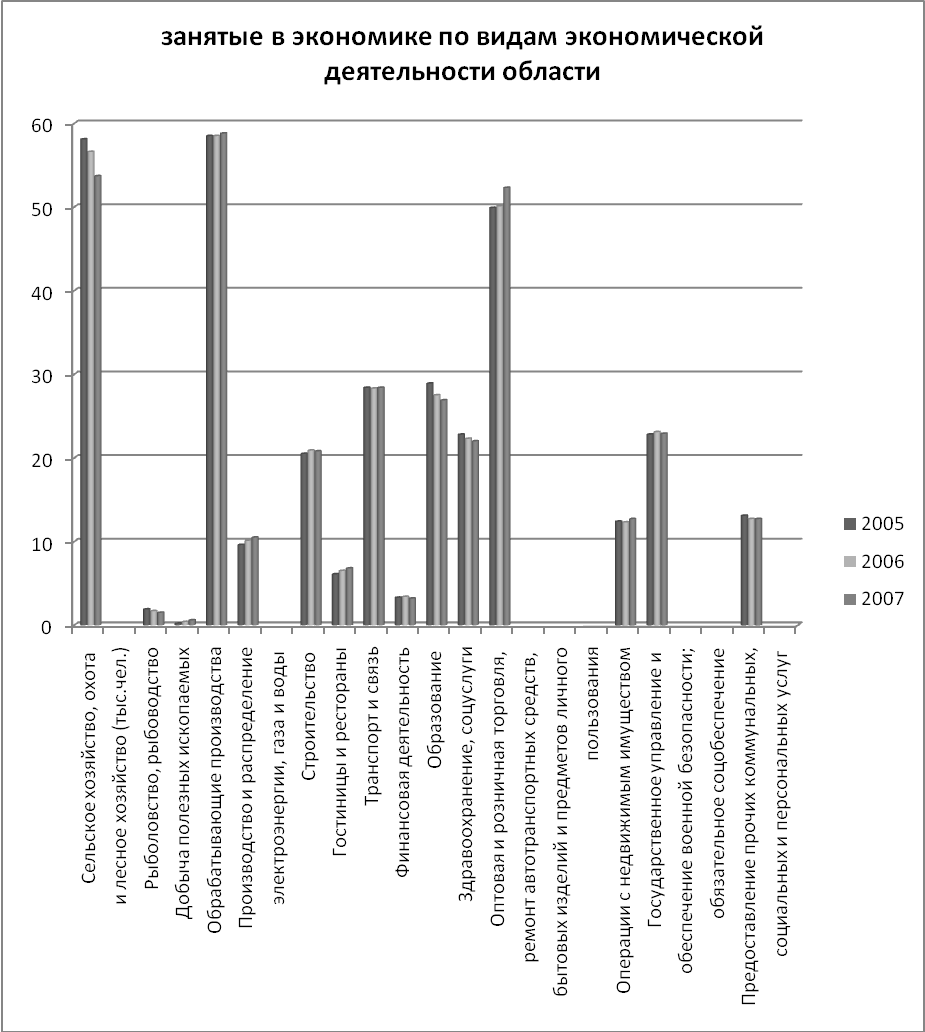 занятые в экономике по видам экономической
деятельности области
60
50
40
30
20
10
0
Сельское хозяйство, охота
и лесное хозяйство (тыс.чел.)
Рыболовство, рыбоводство
Добыча полезных ископаемых
Обрабатывающие производства
Производство и распределение
электроэнергии, газа и воды
Строительство
Гостиницы и рестораны
Транспорт и связь
Финансовая деятельность
Образование
Здравоохранение, соцуслуги
Оптовая и розничная торговля,
ремонт автотранспортных средств,
бытовых изделий и предметов личного
пользования
Операции с недвижимым имуществом
Государственное управление и
обеспечение военной безопасности;
обязательное соцобеспечение
Предоставление прочих коммунальных,
социальных и персональных услуг
2005
2006
2007